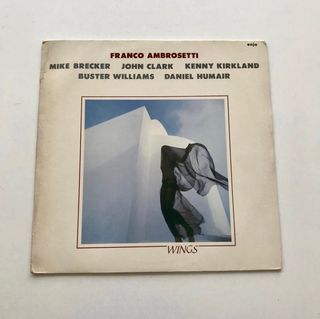 enja
FRANCO AMBROSETTI
MIKE BRECKER JOHN CLARK KENNY KIRKLAND
BUSTER WILLIAMS DANIEL HUMAIR
WINGS